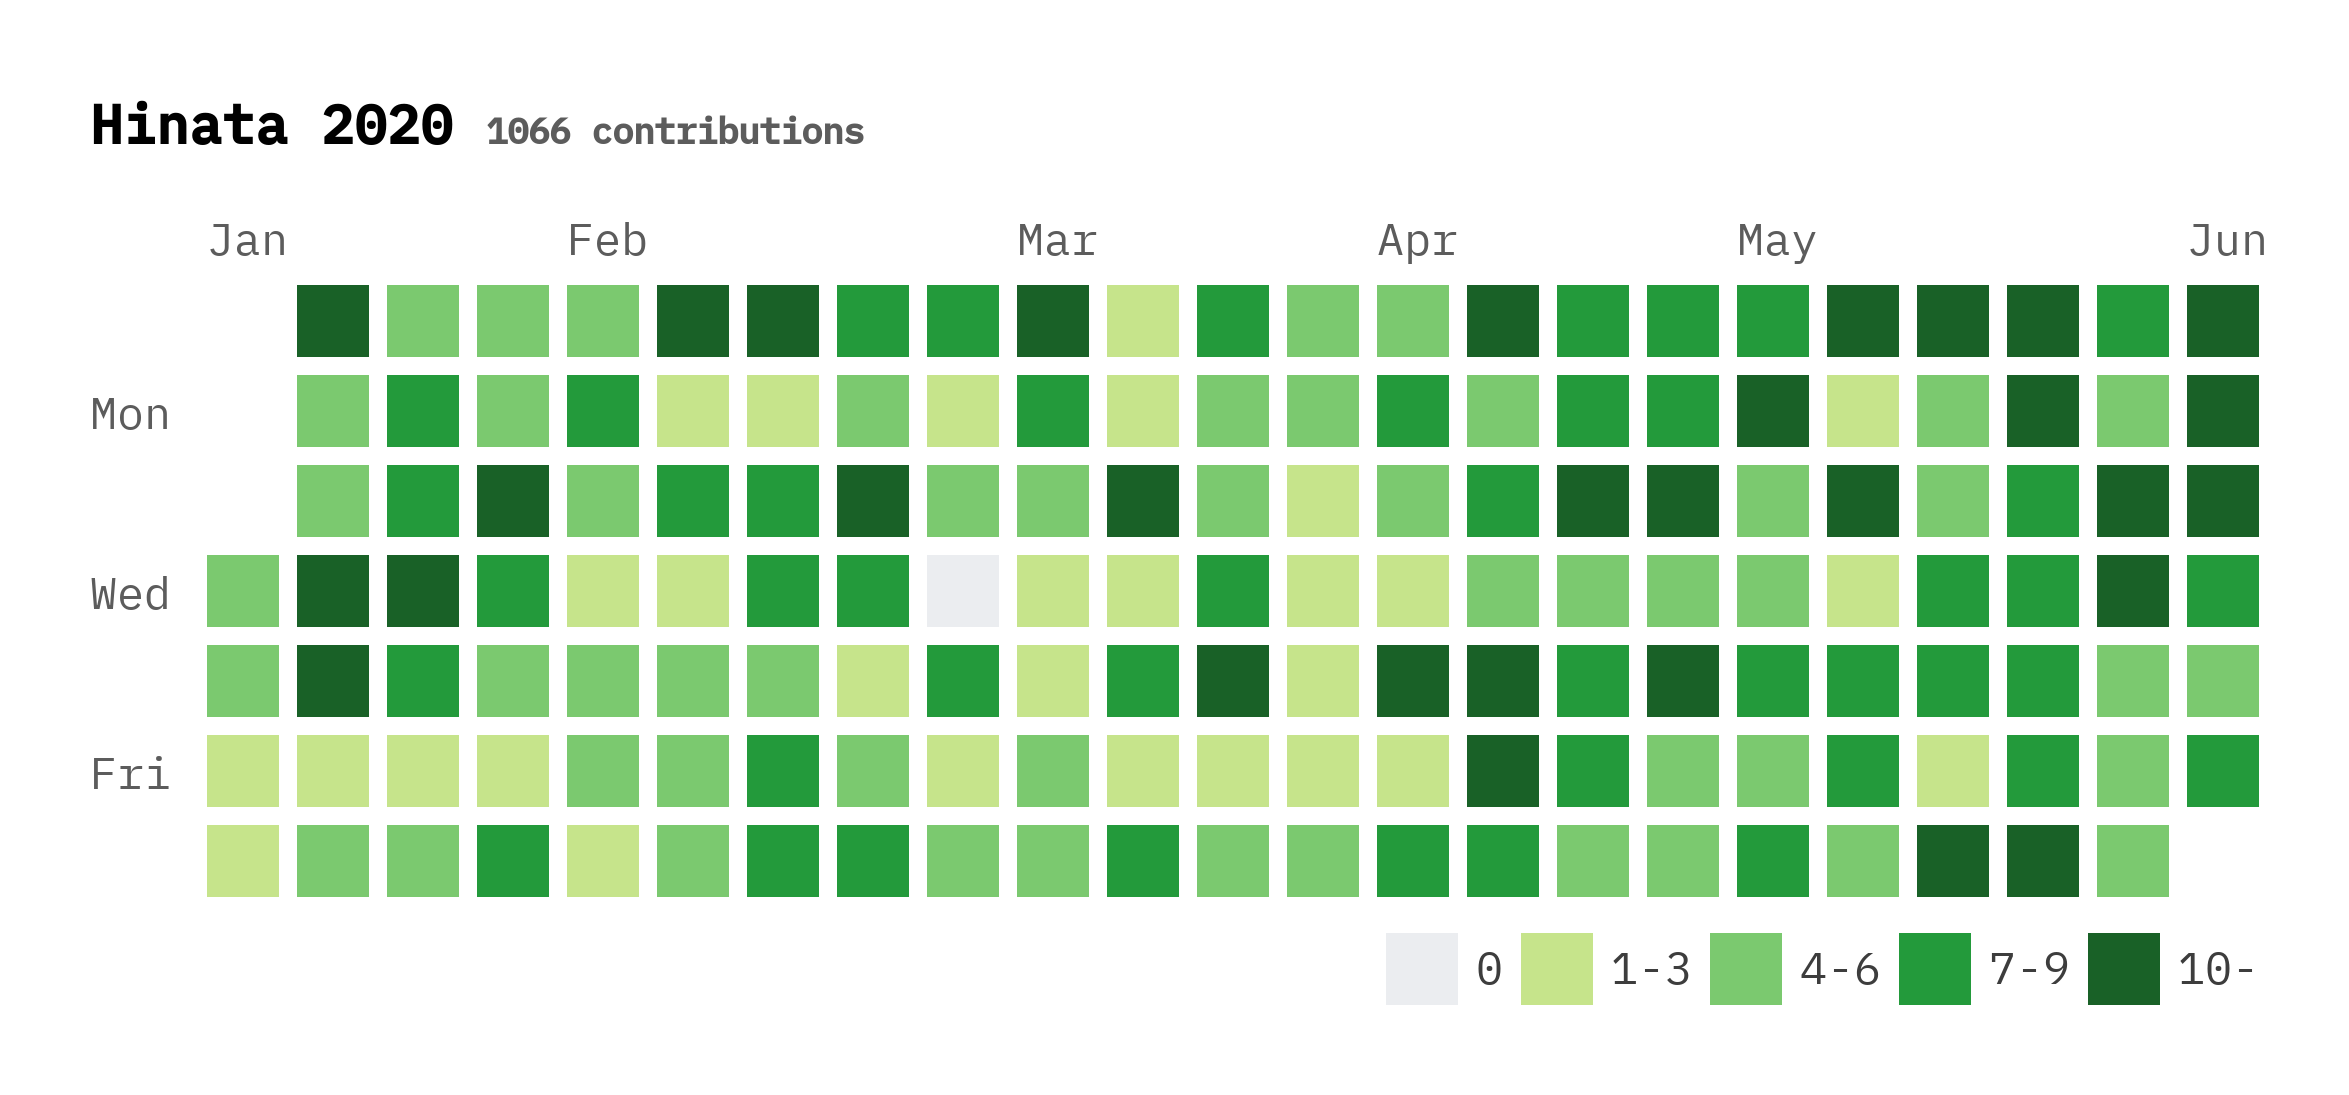 Hinata 2020 1066 contributions
Jan Feb Mar Apr May Jun
Mon
Wed
Fri
0 1-3 4-6 7-9 10-